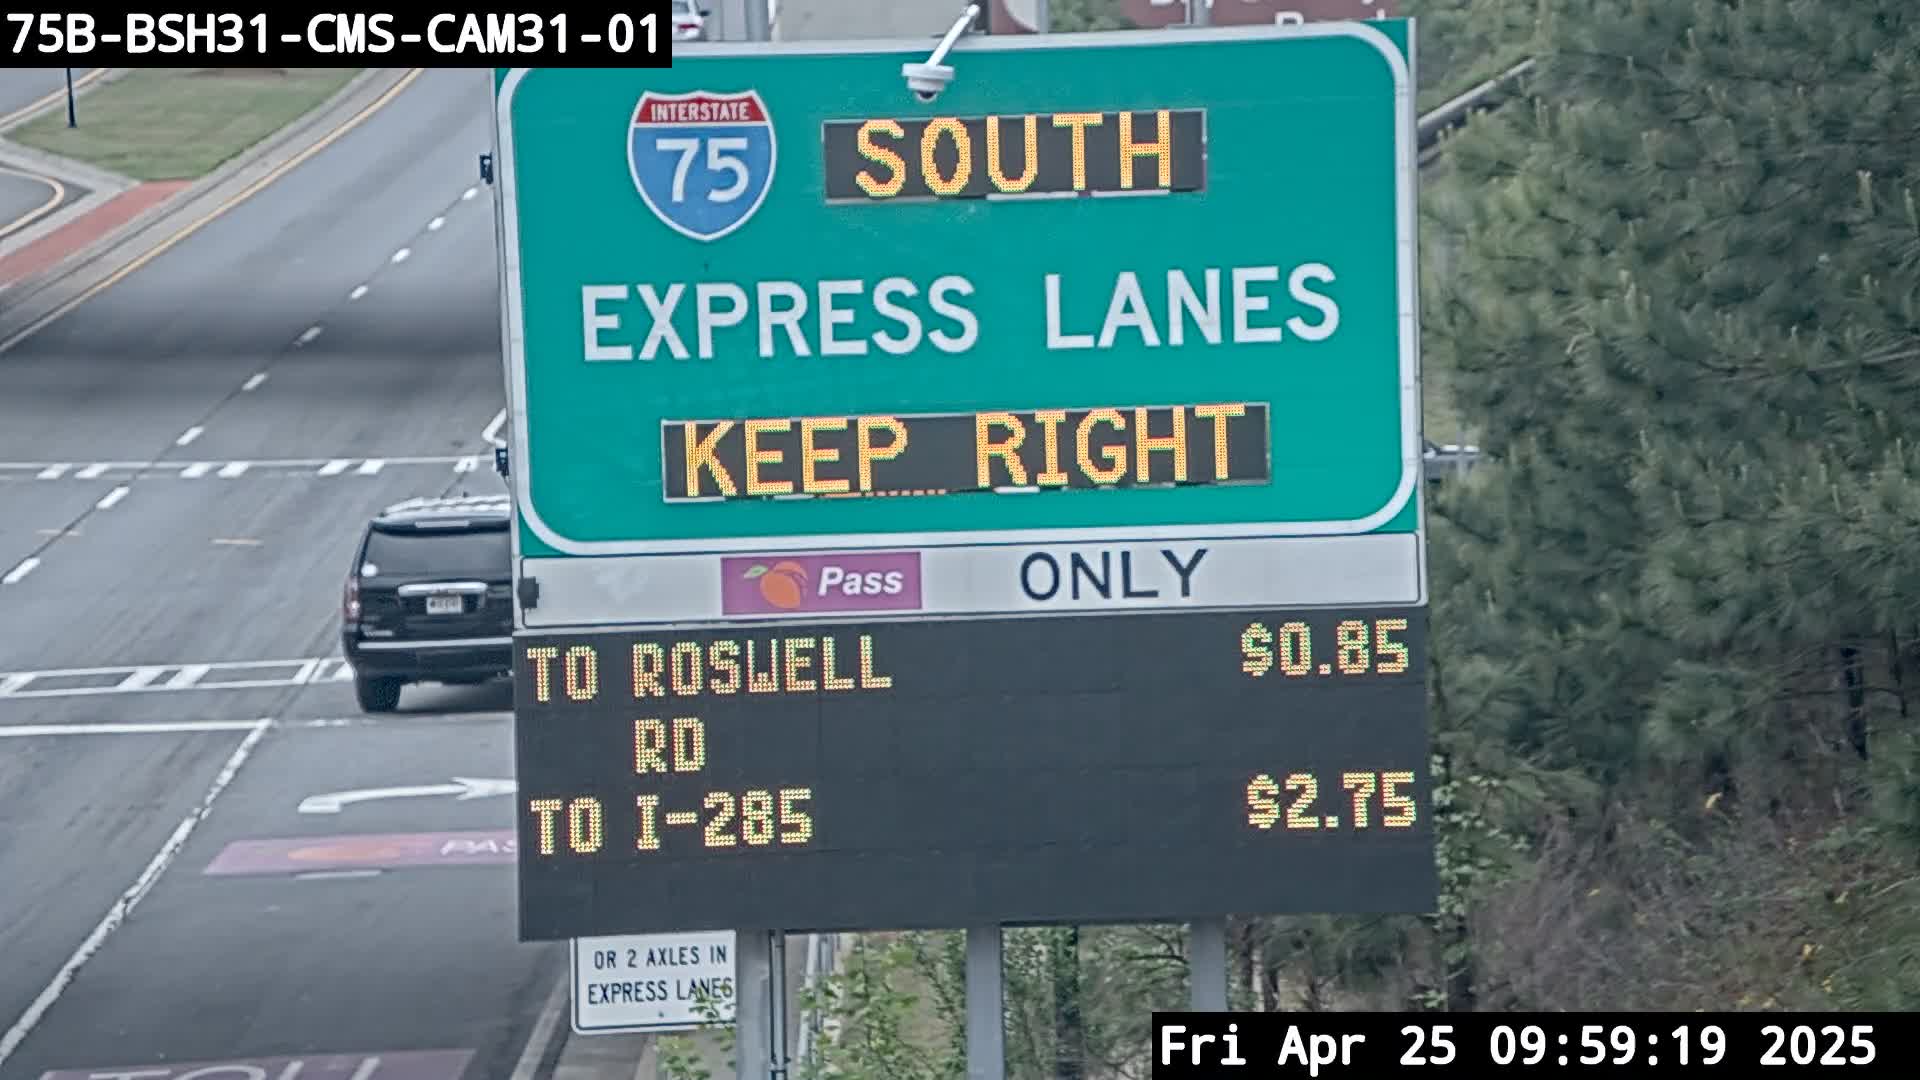 75B-BSH31-CMS-CAM31-01
INTERSTATE
75
SOUTH
EXPRESS LANES
KEEP RIGHT
Pass ONLY
TO ROSWELL $0.85
RD
TO I-285 $2.75
OR 2 AXLES IN
EXPRESS LANES
TOLL
Fri Apr 25 09:59:19 2025